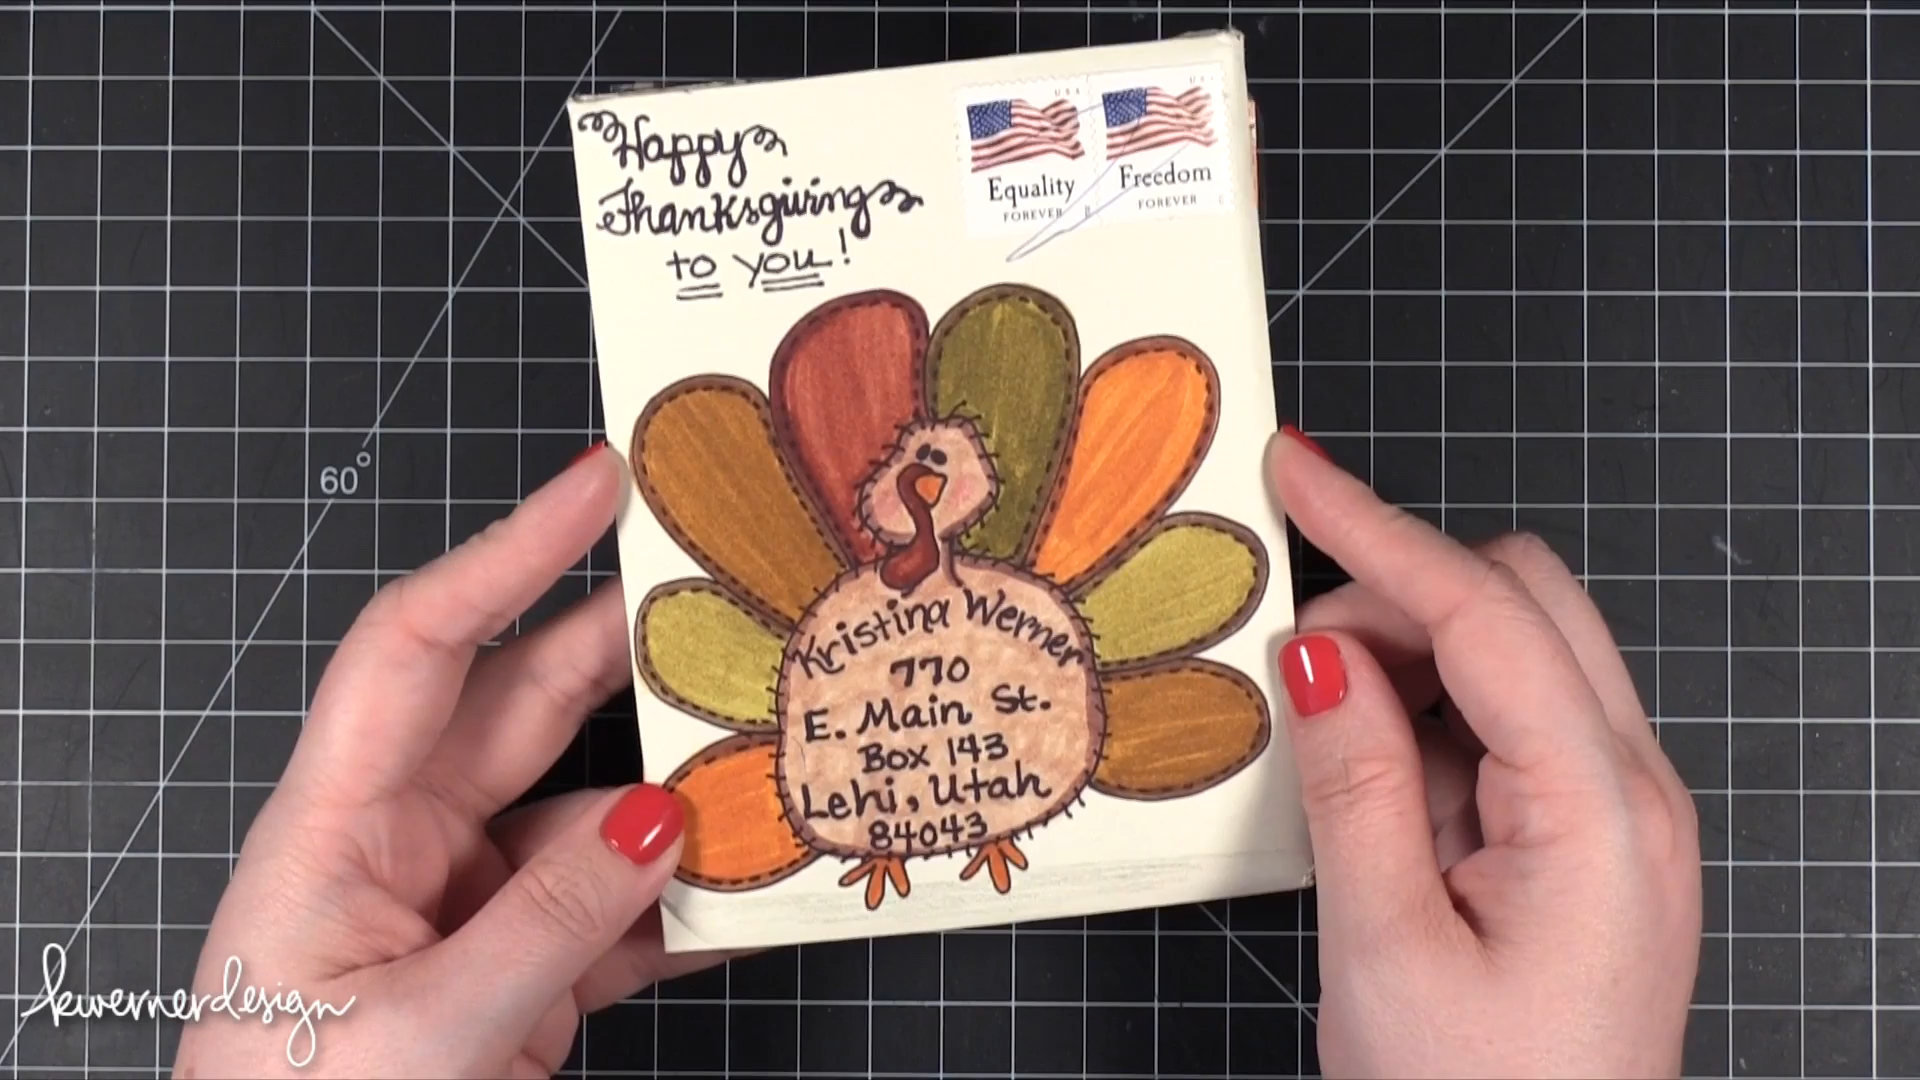 Happy
Thanksgiving
to you!
USA
Equality
FOREVER
USA
Freedom
FOREVER
60°
Kristina Werner
770
E. Main St.
Box 143
Lehi, Utah
84043
kwernerdesign